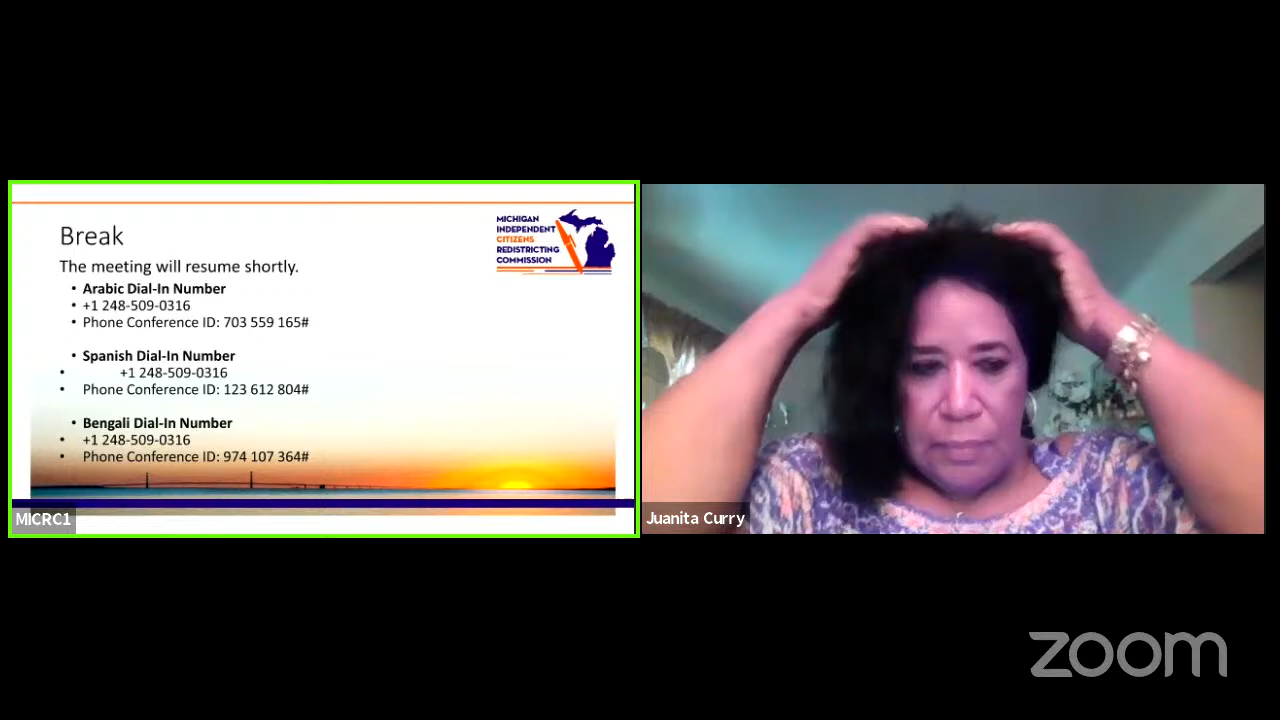 Break
The meeting will resume shortly.
• Arabic Dial-In Number
• +1 248-509-0316
• Phone Conference ID: 703 559 165#
• Spanish Dial-In Number
• +1 248-509-0316
• Phone Conference ID: 123 612 804#
• Bengali Dial-In Number
• +1 248-509-0316
• Phone Conference ID: 974 107 364#
MICHIGAN
INDEPENDENT
CITIZENS
REDISTRICTING
COMMISSION
MICRC1
Juanita Curry
zoom